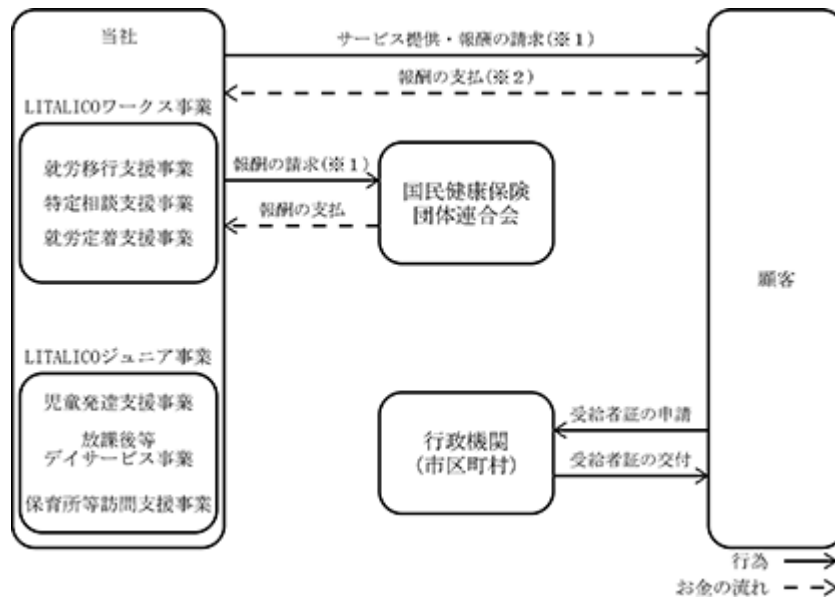 当社
サービス提供・報酬の請求(※1)
報酬の支払(※2)
LITALICOワークス事業
就労移行支援事業
特定相談支援事業
就労定着支援事業
報酬の請求(※1)
報酬の支払
国民健康保険
団体連合会
顧客
LITALICOジュニア事業
児童発達支援事業
放課後等
デイサービス事業
保育所等訪問支援事業
行政機関
(市区町村)
受給者証の申請
受給者証の交付
行為
お金の流れ